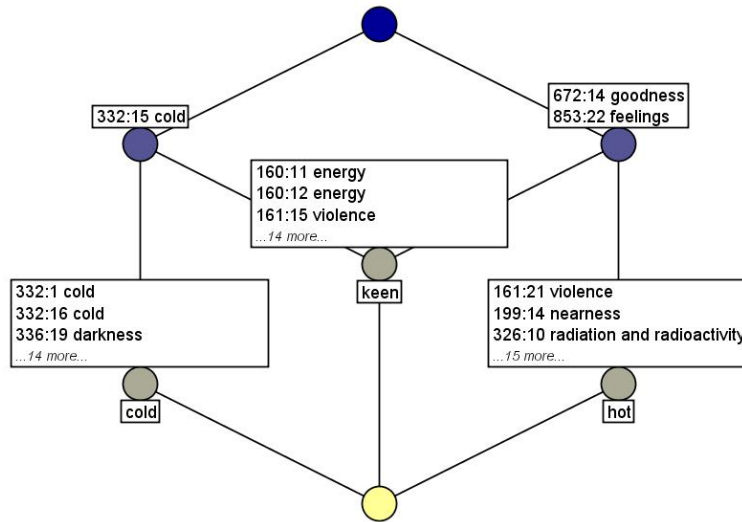 672:14 goodness
853:22 feelings
332:15 cold
160:11 energy
160:12 energy
161:15 violence
...14 more...
keen
332:1 cold
332:16 cold
336:19 darkness
...14 more...
cold
161:21 violence
199:14 nearness
326:10 radiation and radioactivity
...15 more...
hot